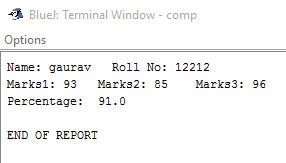 BlueJ: Terminal Window - comp
Options
Name: gaurav   Roll No: 12212
Marks1: 93   Marks2: 85    Marks3: 96
Percentage:  91.0
END OF REPORT